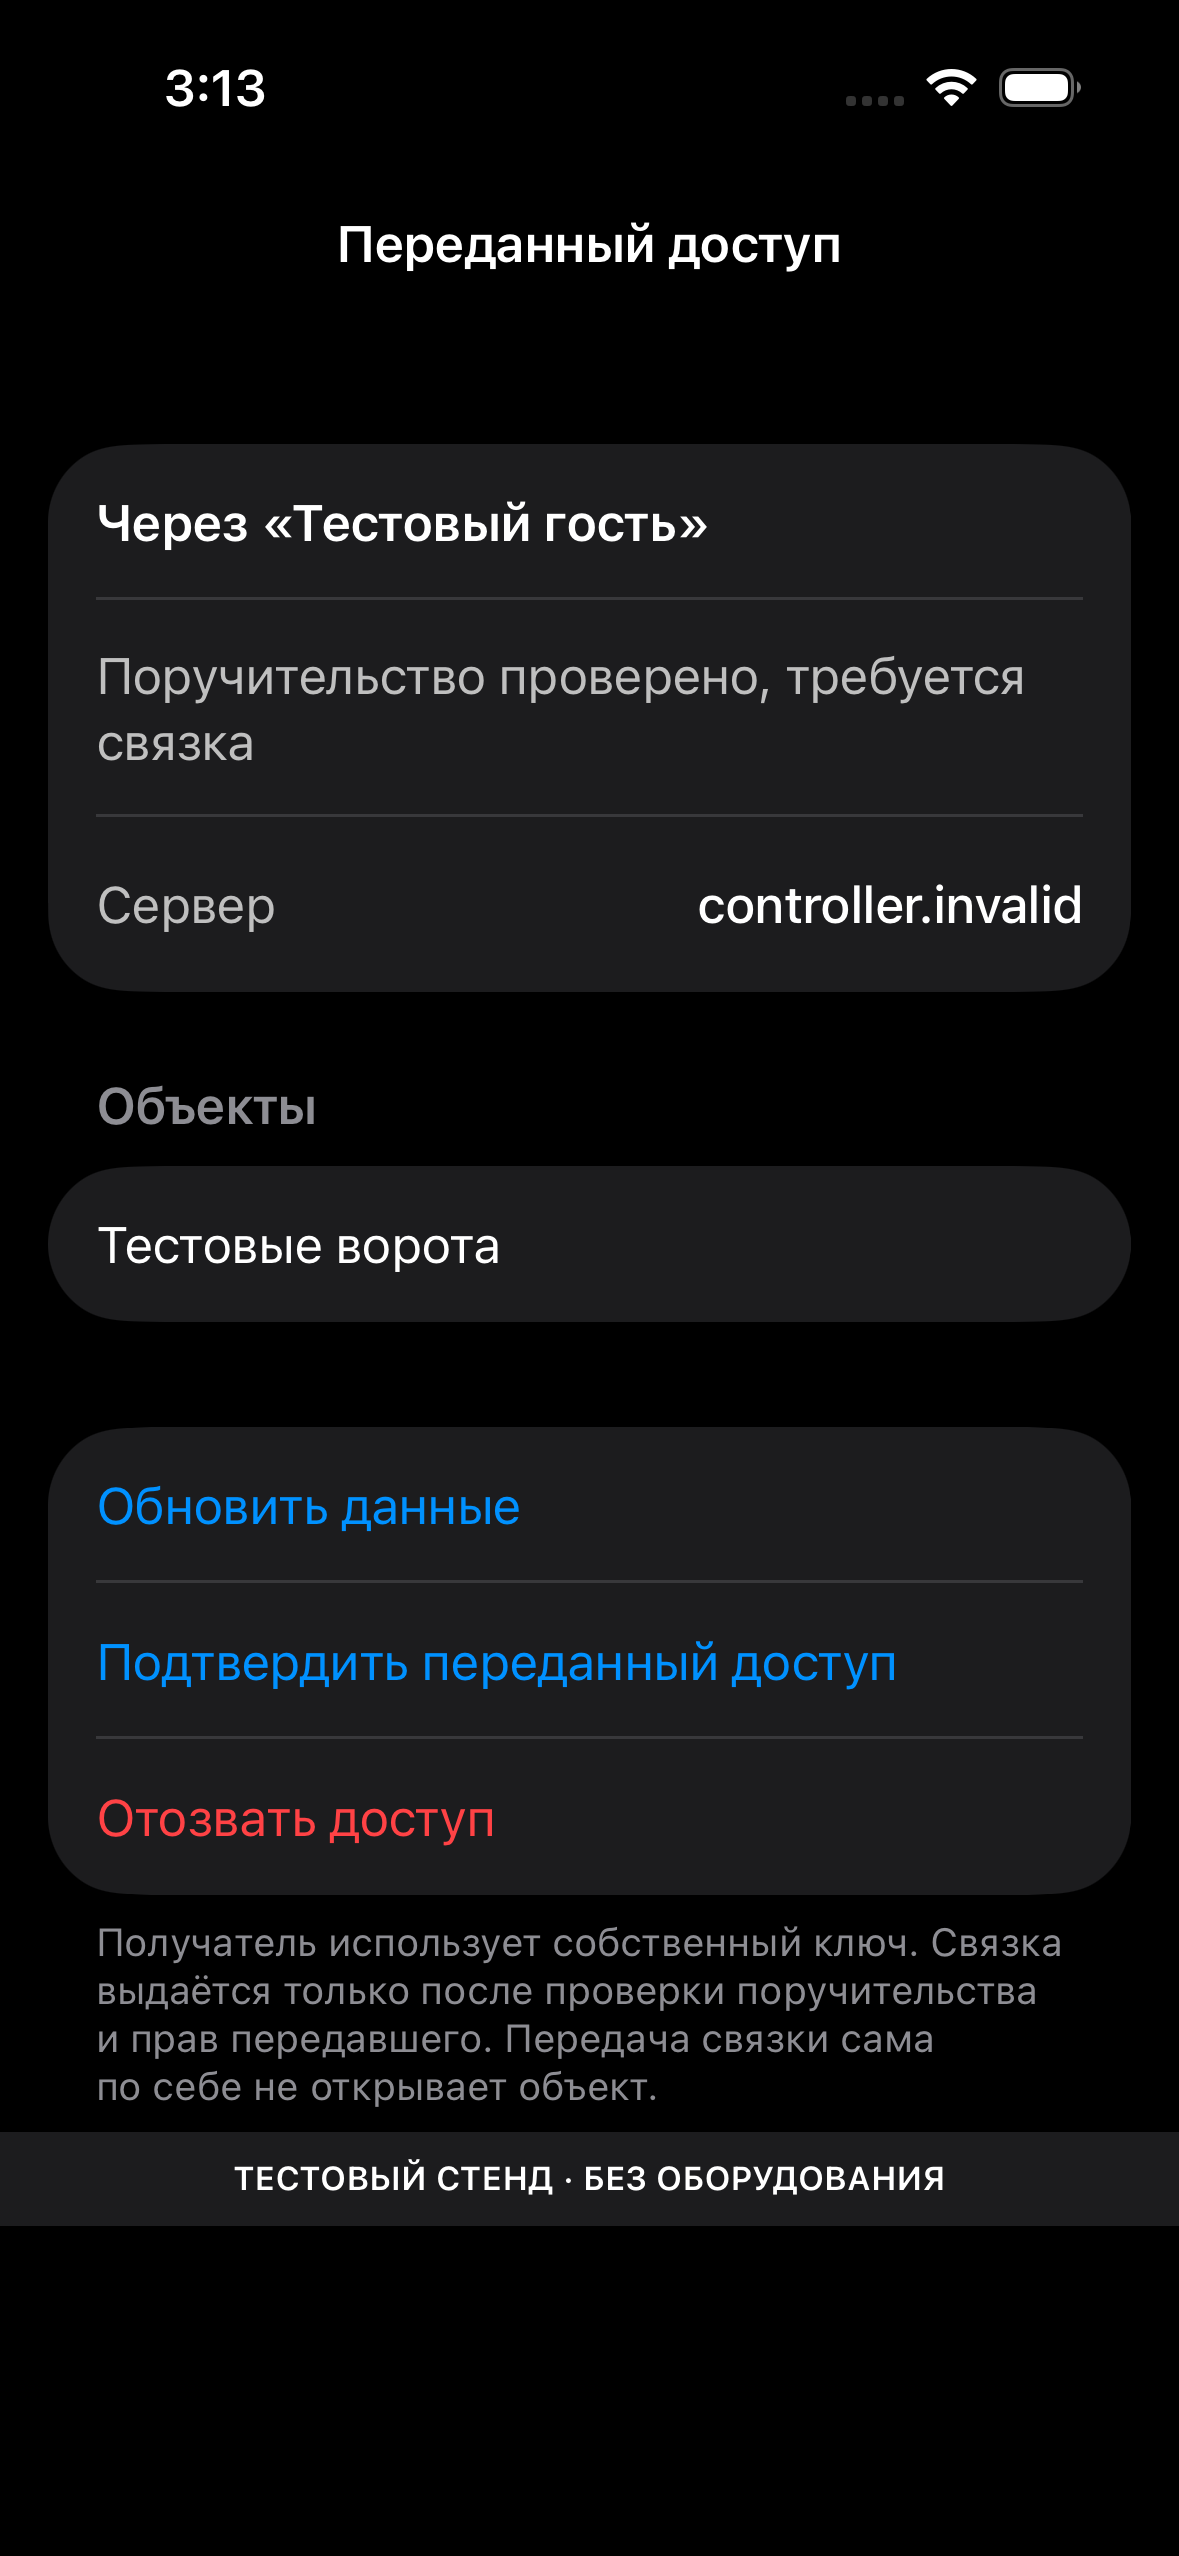 3:13
Переданный доступ
Через «Тестовый гость»
Поручительство проверено, требуется
связка
Сервер controller.invalid
Объекты
Тестовые ворота
Обновить данные
Подтвердить переданный доступ
Отозвать доступ
Получатель использует собственный ключ. Связка
выдаётся только после проверки поручительства
и прав передавшего. Передача связки сама
по себе не открывает объект.
ТЕСТОВЫЙ СТЕНД · БЕЗ ОБОРУДОВАНИЯ